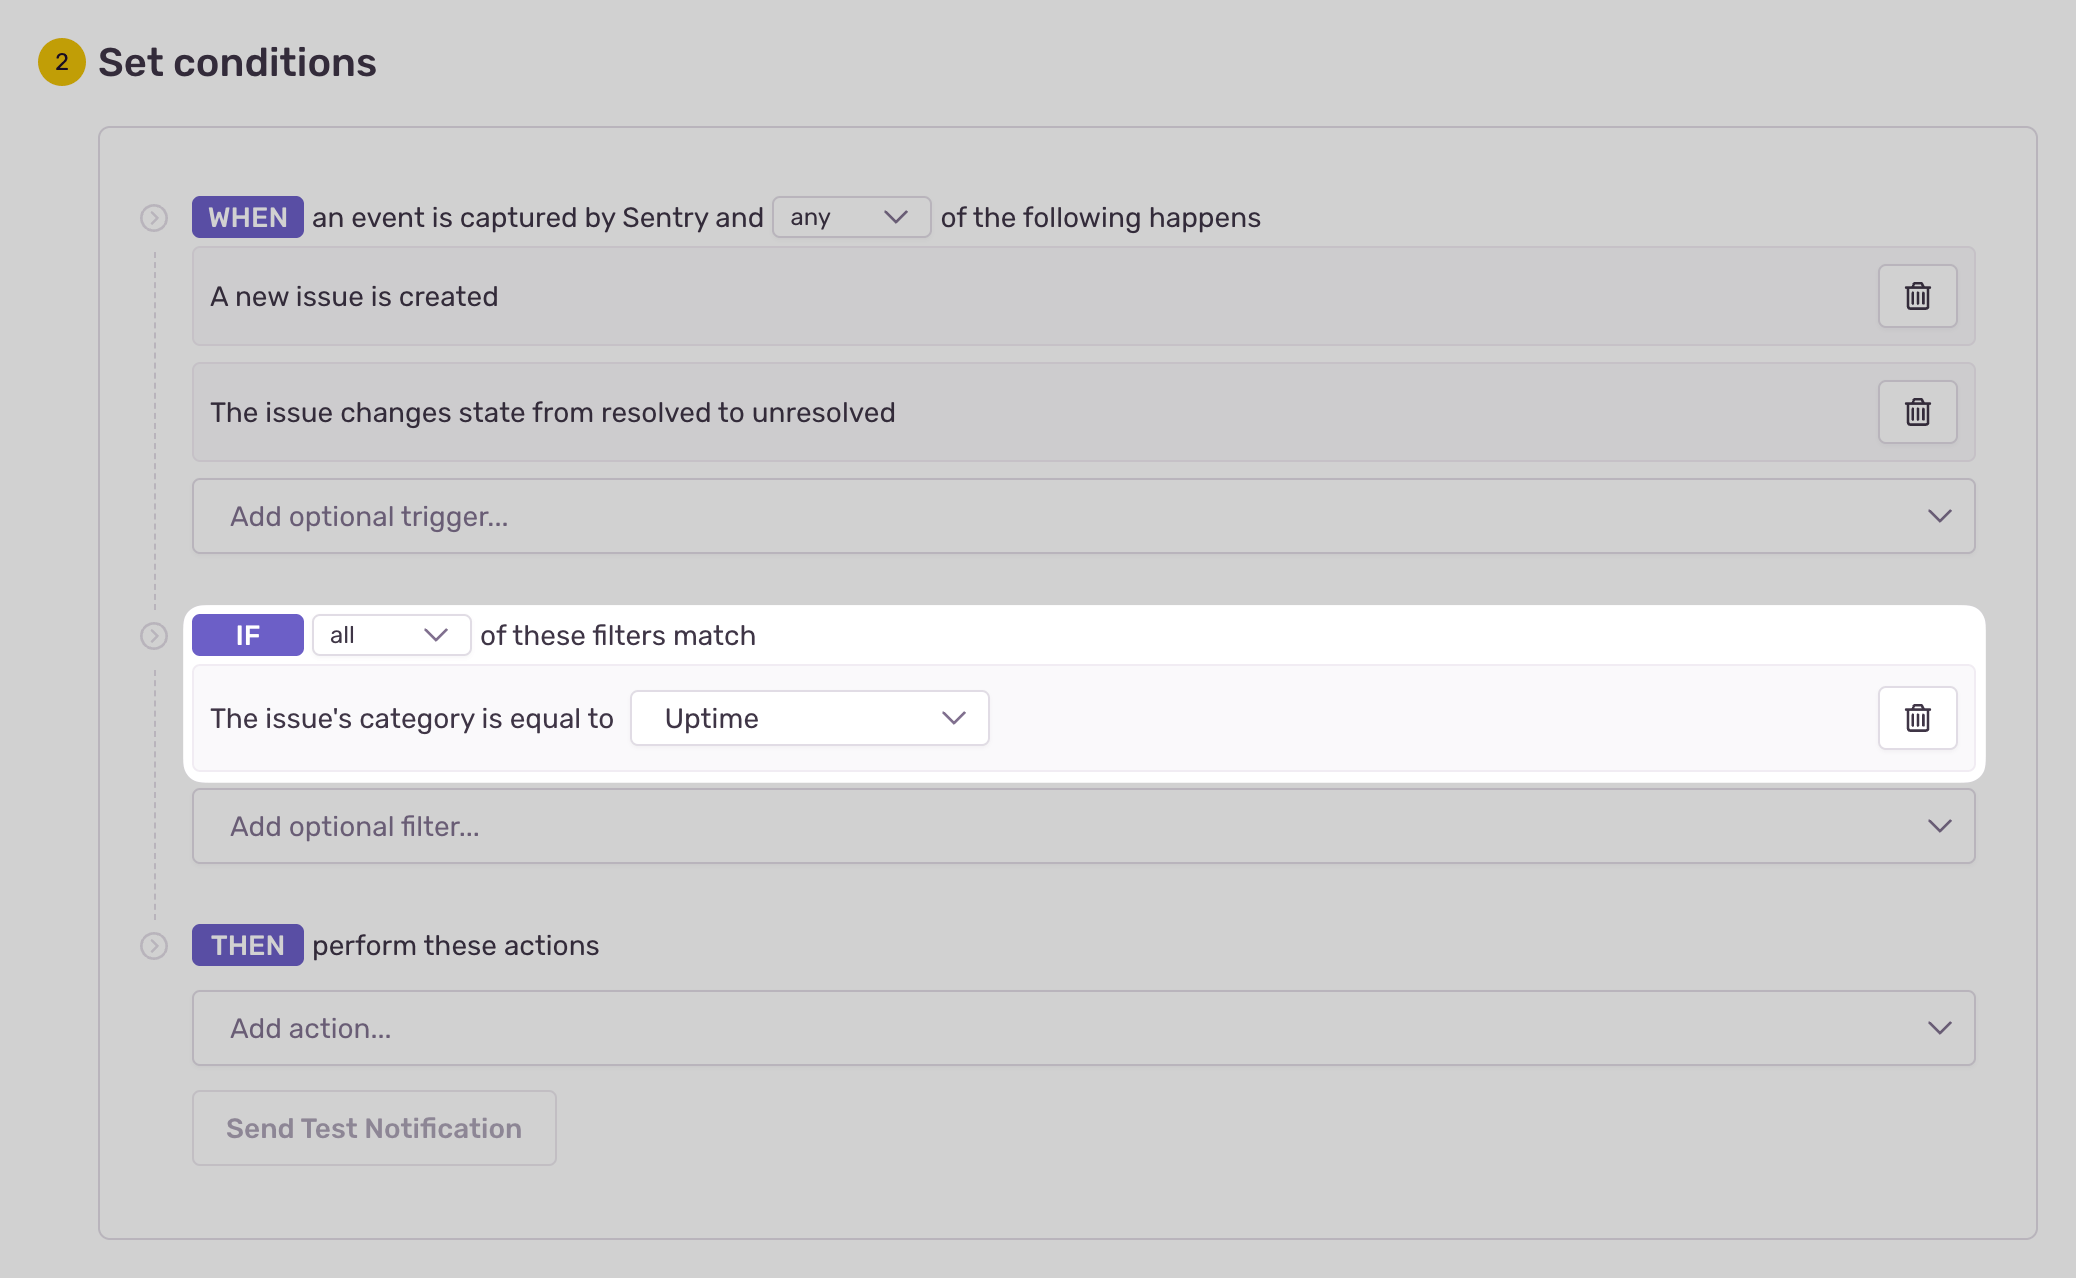 2 Set conditions
WHEN an event is captured by Sentry and any of the following happens
A new issue is created
The issue changes state from resolved to unresolved
Add optional trigger...
IF all of these filters match
The issue's category is equal to Uptime
Add optional filter...
THEN perform these actions
Add action...
Send Test Notification